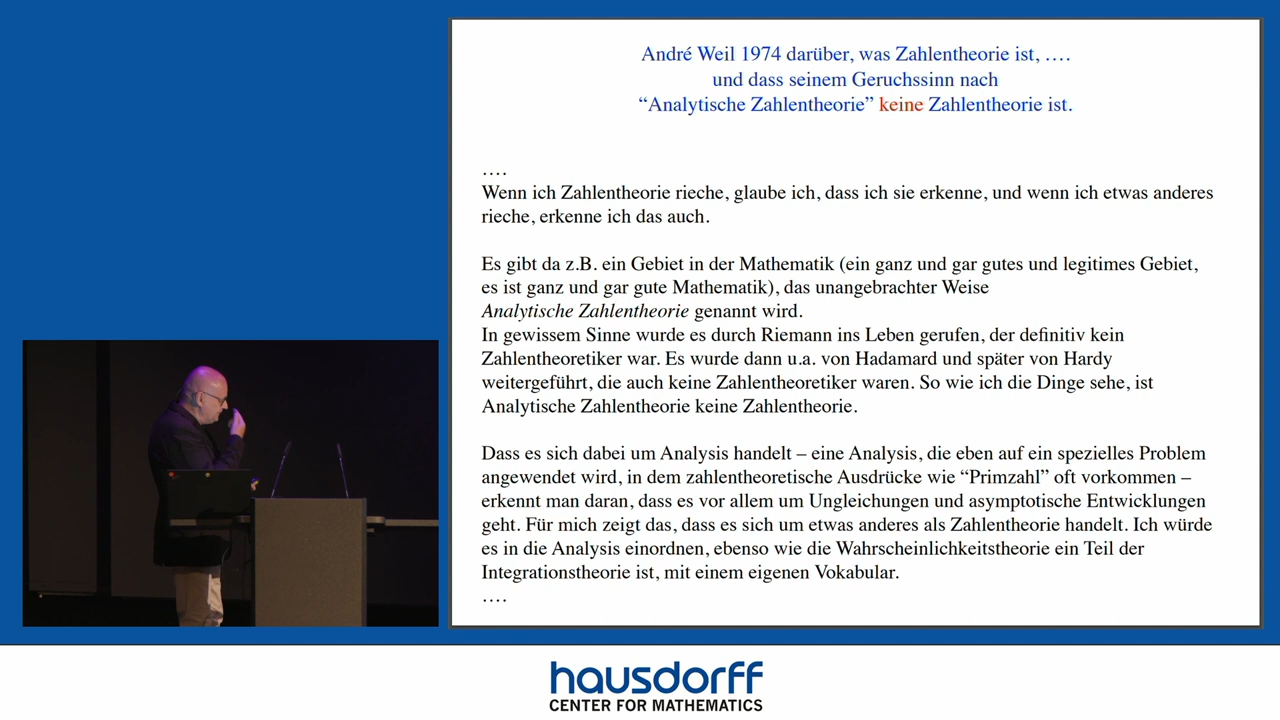 André Weil 1974 darüber, was Zahlentheorie ist, ….
und dass seinem Geruchssinn nach
“Analytische Zahlentheorie” keine Zahlentheorie ist.
….
Wenn ich Zahlentheorie rieche, glaube ich, dass ich sie erkenne, und wenn ich etwas anderes
rieche, erkenne ich das auch.
Es gibt da z.B. ein Gebiet in der Mathematik (ein ganz und gar gutes und legitimes Gebiet,
es ist ganz und gar gute Mathematik), das unangebrachter Weise
Analytische Zahlentheorie genannt wird.
In gewissem Sinne wurde es durch Riemann ins Leben gerufen, der definitiv kein
Zahlentheoretiker war. Es wurde dann u.a. von Hadamard und später von Hardy
weitergeführt, die auch keine Zahlentheoretiker waren. So wie ich die Dinge sehe, ist
Analytische Zahlentheorie keine Zahlentheorie.
Dass es sich dabei um Analysis handelt – eine Analysis, die eben auf ein spezielles Problem
angewendet wird, in dem zahlentheoretische Ausdrücke wie “Primzahl” oft vorkommen –
erkennt man daran, dass es vor allem um Ungleichungen und asymptotische Entwicklungen
geht. Für mich zeigt das, dass es sich um etwas anderes als Zahlentheorie handelt. Ich würde
es in die Analysis einordnen, ebenso wie die Wahrscheinlichkeitstheorie ein Teil der
Integrationstheorie ist, mit einem eigenen Vokabular.
….
hausdorff
CENTER FOR MATHEMATICS